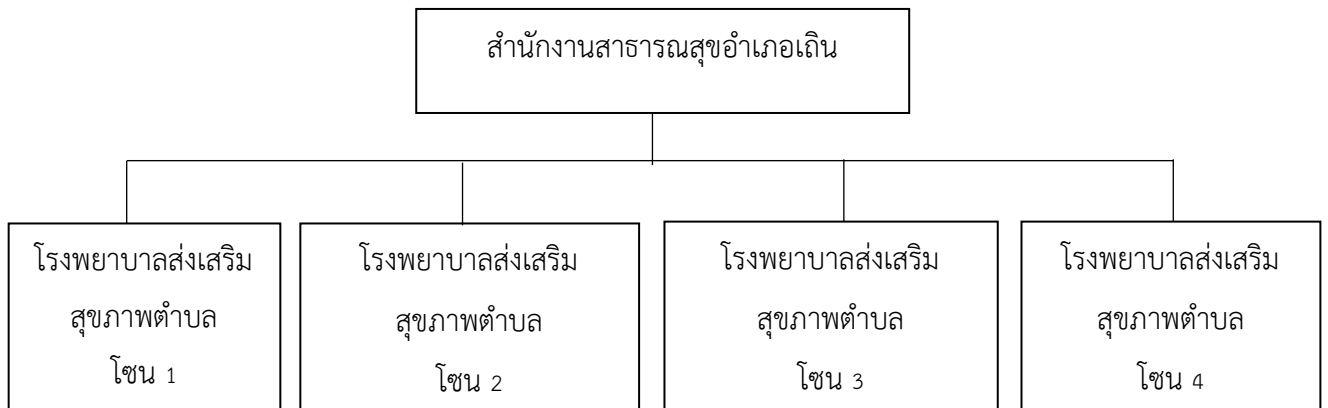 สำนักงานสาธารณสุขอำเภอเถิน
โรงพยาบาลส่งเสริม
สุขภาพตำบล
โซน 1
โรงพยาบาลส่งเสริม
สุขภาพตำบล
โซน 2
โรงพยาบาลส่งเสริม
สุขภาพตำบล
โซน 3
โรงพยาบาลส่งเสริม
สุขภาพตำบล
โซน 4